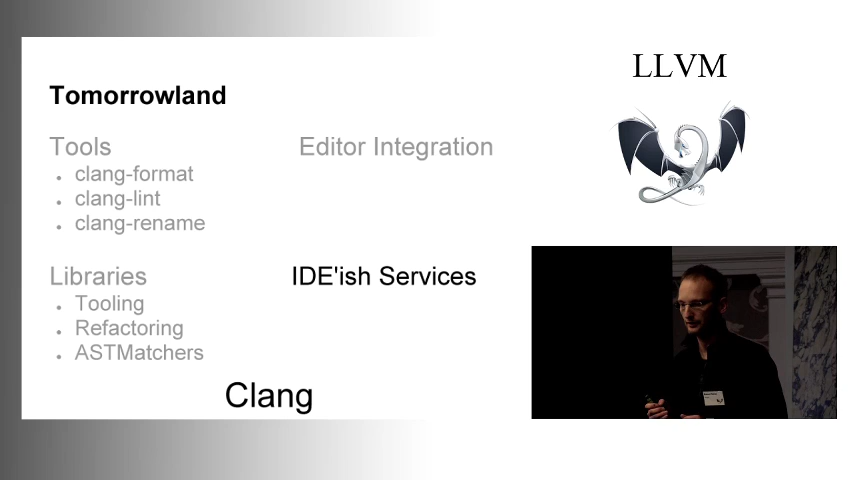 Tomorrowland
Tools
• clang-format
• clang-lint
• clang-rename
Editor Integration
Libraries
• Tooling
• Refactoring
• ASTMatchers
IDE'ish Services
Clang
LLVM